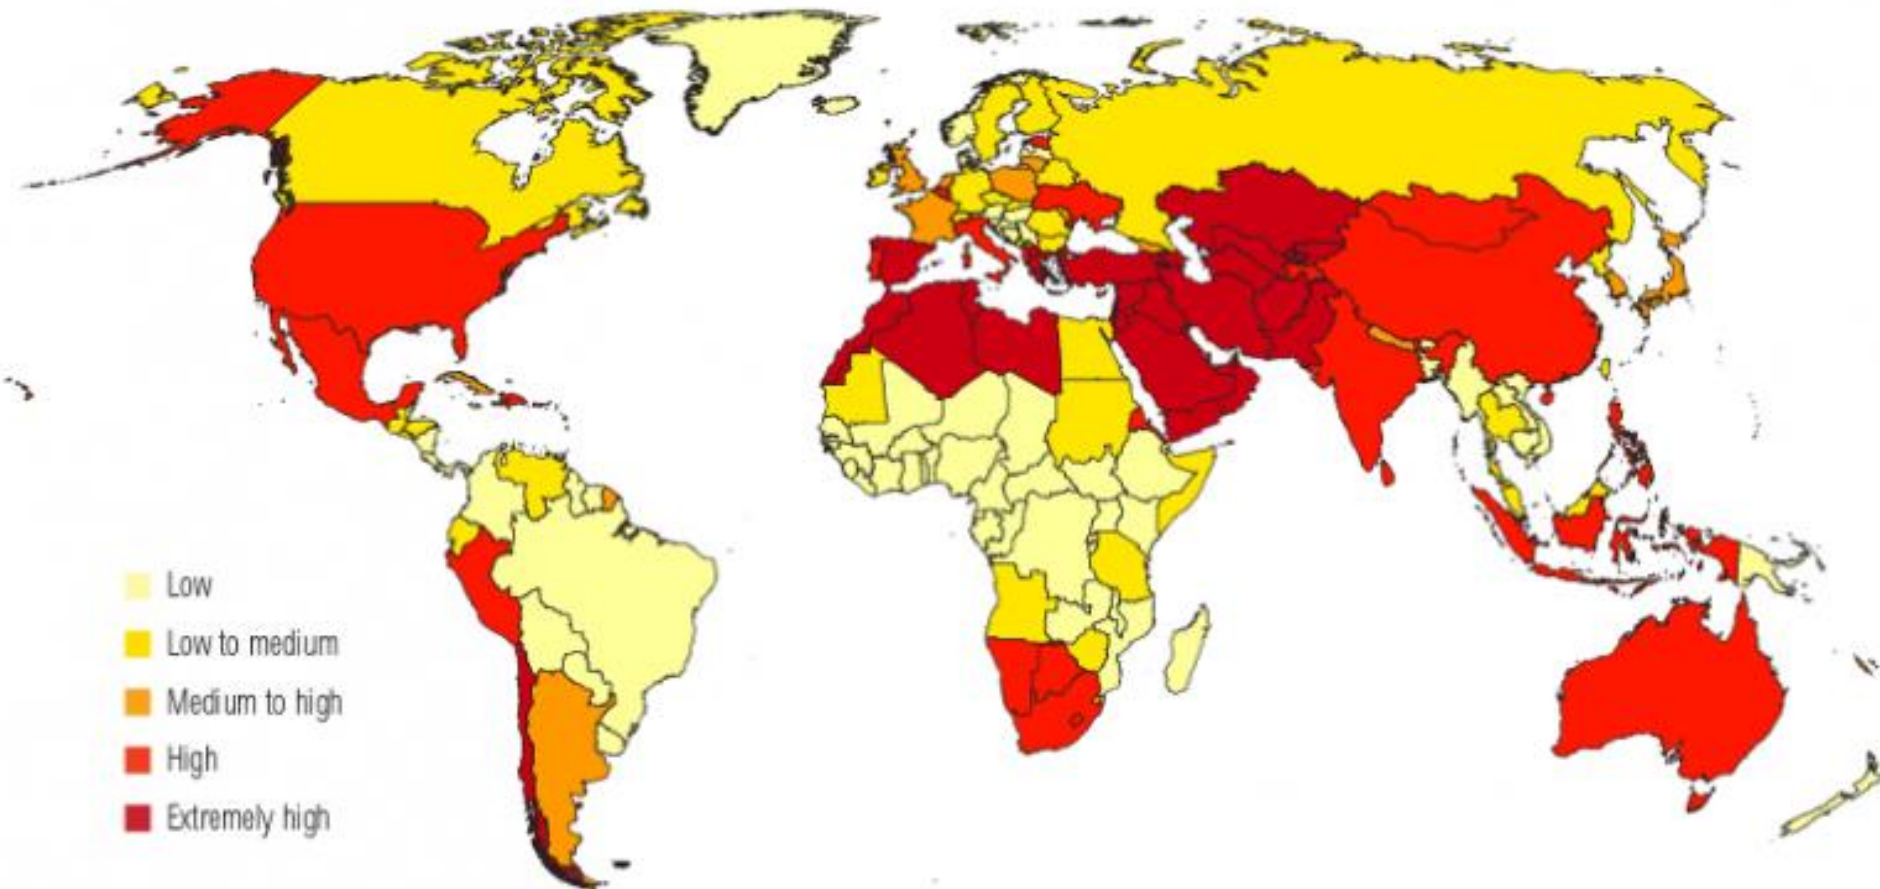 Low
Low to medium
Medium to high
High
Extremely high